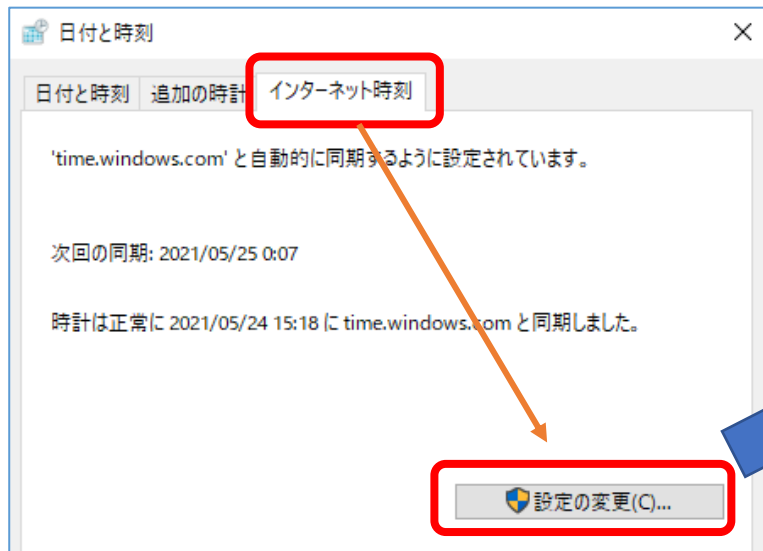 日付と時刻
日付と時刻 追加の時計 インターネット時刻
'time.windows.com' と自動的に同期するように設定されています。
次回の同期: 2021/05/25 0:07
時計は正常に 2021/05/24 15:18 に time.windows.com と同期しました。
設定の変更(C)...